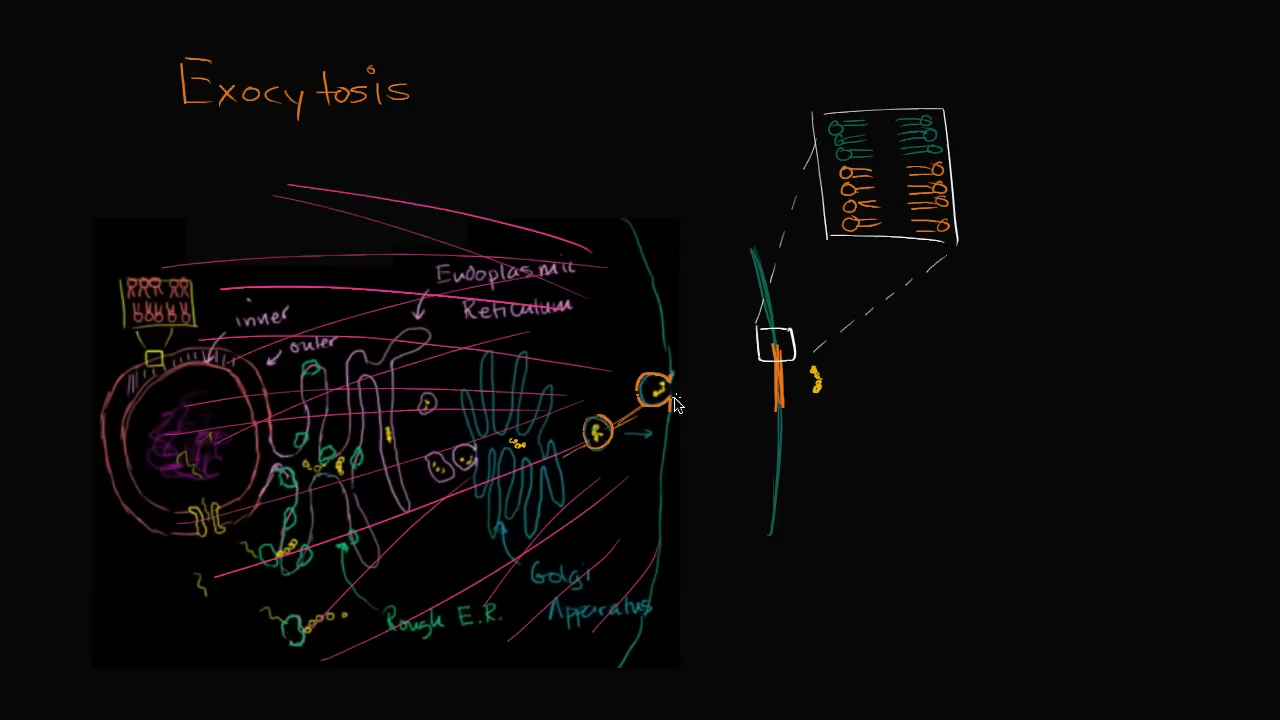 Exocytosis
Endoplasmic
Reticulum
inner
outer
Golgi
Apparatus
Rough E.R.